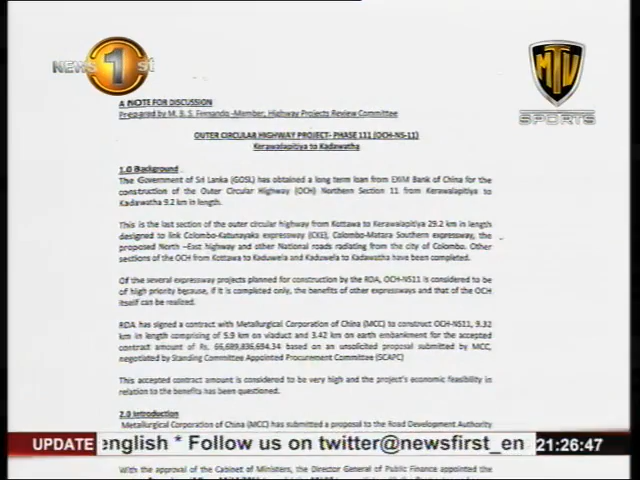 NEWS 1st
MTV
SPORTS
A NOTE FOR DISCUSSION
Prepared by M. B. S. Fernando -Member, Highway Projects Review Committee
OUTER CIRCULAR HIGHWAY PROJECT- PHASE 111 (OCH-NS-11)
Kerawalapitiya to Kadawatha
1.0 Background
The Government of Sri Lanka (GOSL) has obtained a long term loan from EXIM Bank of China for the
construction of the Outer Circular Highway (OCH) Northern Section 11 from Kerawalapitiya to
Kadawatha 9.2 km in length.
This is the last section of the outer circular highway from Kottawa to Kerawalapitiya 29.2 km in length
designed to link Colombo-Katunayaka expressway (CKE), Colombo-Matara Southern expressway, the
proposed North –East highway and other National roads radiating from the city of Colombo. Other
sections of the OCH from Kottawa to Kaduwela and Kaduwela to Kadawatha have been completed.
Of the several expressway projects planned for construction by the RDA, OCH-NS11 is considered to be
of high priority because, if it is completed only, the benefits of other expressways and that of the OCH
itself can be realized.
RDA has signed a contract with Metallurgical Corporation of China (MCC) to construct OCH-NS11, 9.32
km in length comprising of 5.9 km on viaduct and 3.42 km on earth embankment for the accepted
contract amount of Rs. 66,689,836,694.34 based on an unsolicited proposal submitted by MCC,
negotiated by Standing Committee Appointed Procurement Committee (SCAPC)
This accepted contract amount is considered to be very high and the project's economic feasibility in
relation to the benefits has been questioned.
2.0 Introduction
Metallurgical Corporation of China (MCC) has submitted a proposal to the Road Development Authority
UPDATE english * Follow us on twitter@newsfirst_en 21:26:47
With the approval of the Cabinet of Ministers, the Director General of Public Finance appointed the